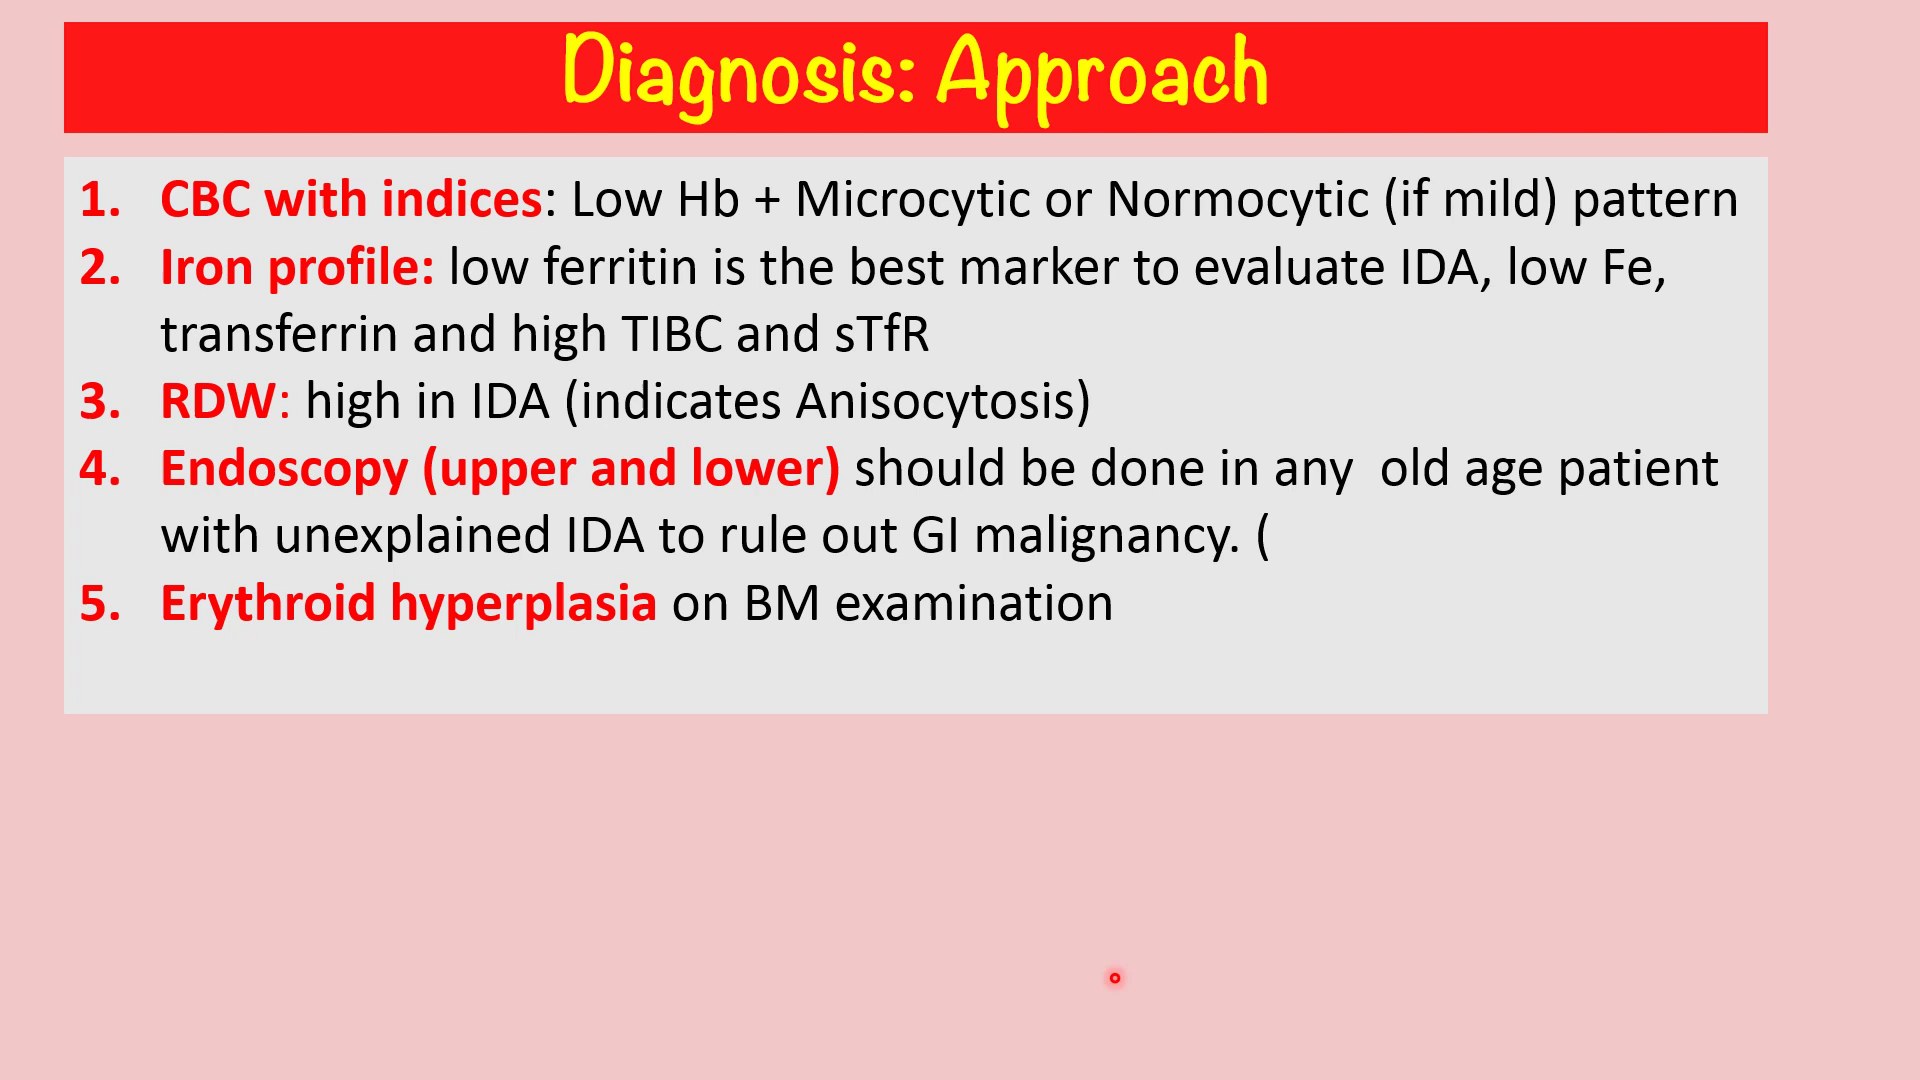 Diagnosis: Approach
1. CBC with indices: Low Hb + Microcytic or Normocytic (if mild) pattern
2. Iron profile: low ferritin is the best marker to evaluate IDA, low Fe,
transferrin and high TIBC and sTfR
3. RDW: high in IDA (indicates Anisocytosis)
4. Endoscopy (upper and lower) should be done in any  old age patient
with unexplained IDA to rule out GI malignancy. (
5. Erythroid hyperplasia on BM examination